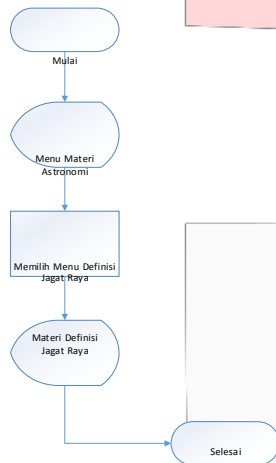 Mulai
Menu Materi
Astronomi
Memilih Menu Definisi
Jagat Raya
Materi Definisi
Jagat Raya
Selesai